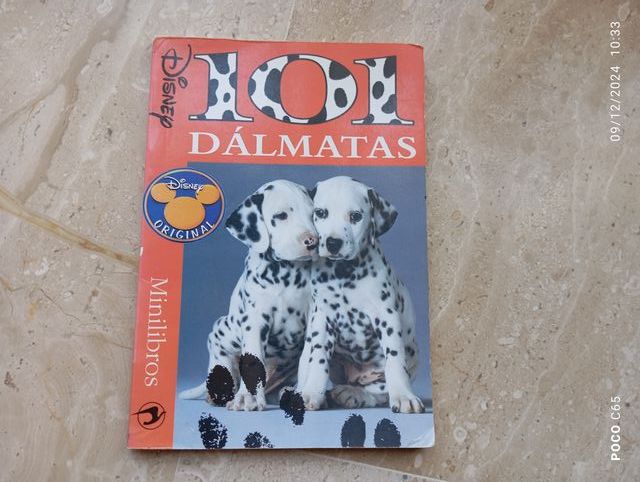 DISNEY
101
DÁLMATAS
DISNEY
ORIGINAL
Minilibros
09/12/2024 10:33
POCO C65